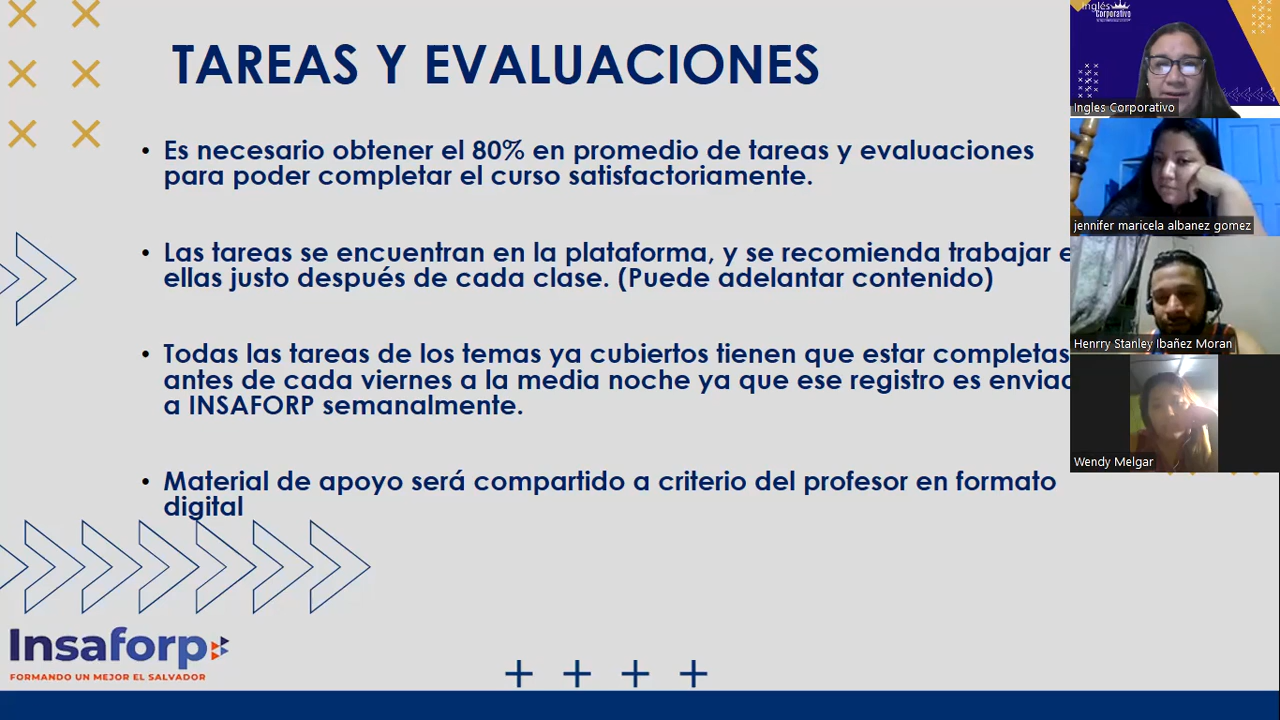 TAREAS Y EVALUACIONES
• Es necesario obtener el 80% en promedio de tareas y evaluaciones
para poder completar el curso satisfactoriamente.
• Las tareas se encuentran en la plataforma, y se recomienda trabajar e
ellas justo después de cada clase. (Puede adelantar contenido)
• Todas las tareas de los temas ya cubiertos tienen que estar completas
antes de cada viernes a la media noche ya que ese registro es enviad
a INSAFORP semanalmente.
• Material de apoyo será compartido a criterio del profesor en formato
digital
Insaforp
FORMANDO UN MEJOR EL SALVADOR
Inglés
Corporativo
Ingles Corporativo
jennifer maricela albanez gomez
Henrry Stanley Ibañez Moran
Wendy Melgar